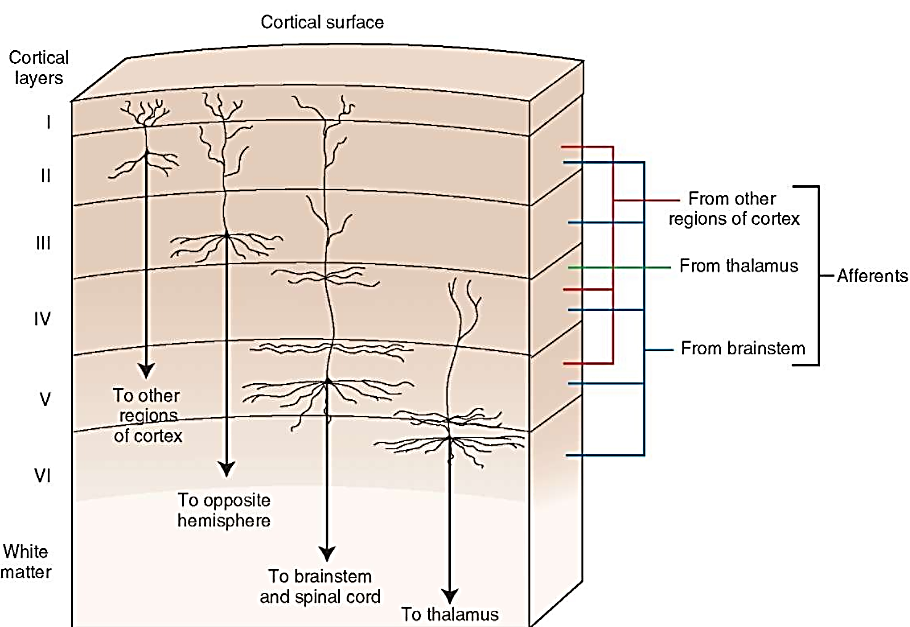 Cortical surface
Cortical
layers
I
II
III
IV
V
VI
White
matter
To other
regions
of cortex
To opposite
hemisphere
To brainstem
and spinal cord
To thalamus
From other
regions of cortex
From thalamus
From brainstem
Afferents